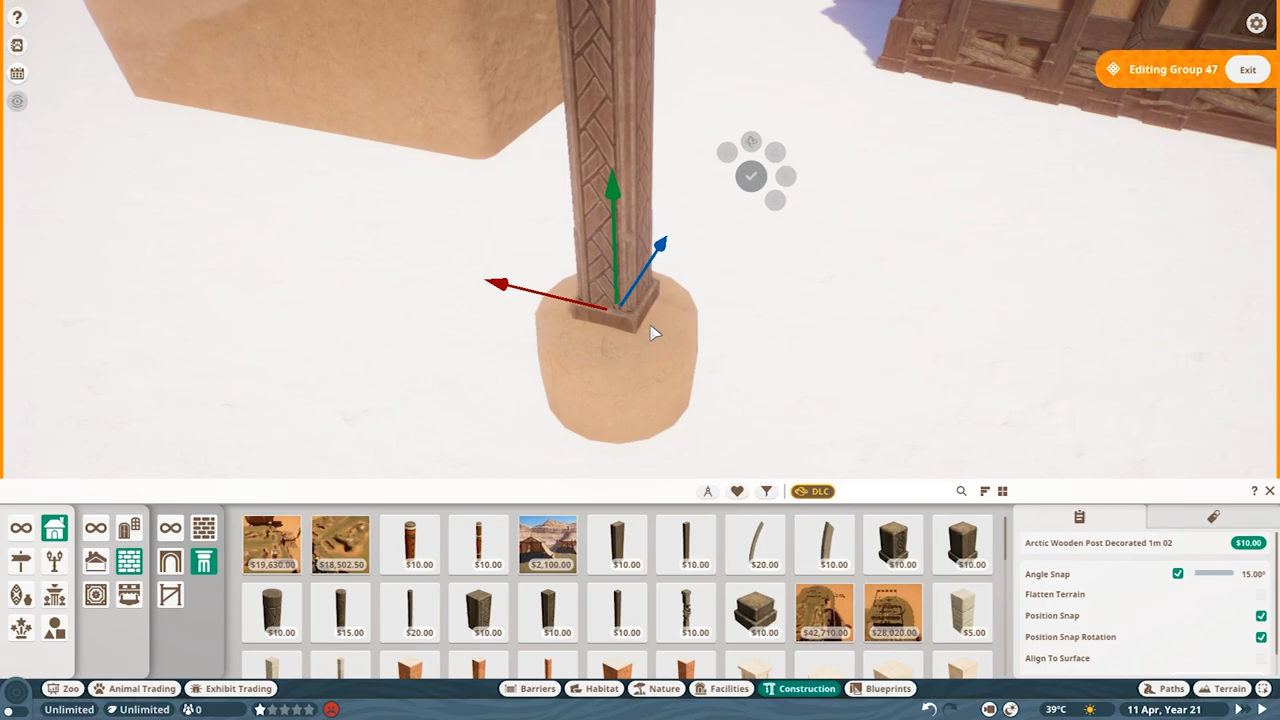 ?
Editing Group 47 Exit
DLC
? ×
$19,630.00 $18,502.50 $10.00 $10.00 $2,100.00 $10.00 $10.00 $20.00 $10.00 $10.00 $10.00
$10.00 $15.00 $20.00 $10.00 $10.00 $10.00 $10.00 $10.00 $42,710.00 $28,020.00 $5.00
Arctic Wooden Post Decorated 1m 02 $10.00
Angle Snap 15.00°
Flatten Terrain
Position Snap
Position Snap Rotation
Align To Surface
Zoo Animal Trading Exhibit Trading Barriers Habitat Nature Facilities Construction Blueprints Paths Terrain
Unlimited Unlimited 0 39°C 11 Apr, Year 21